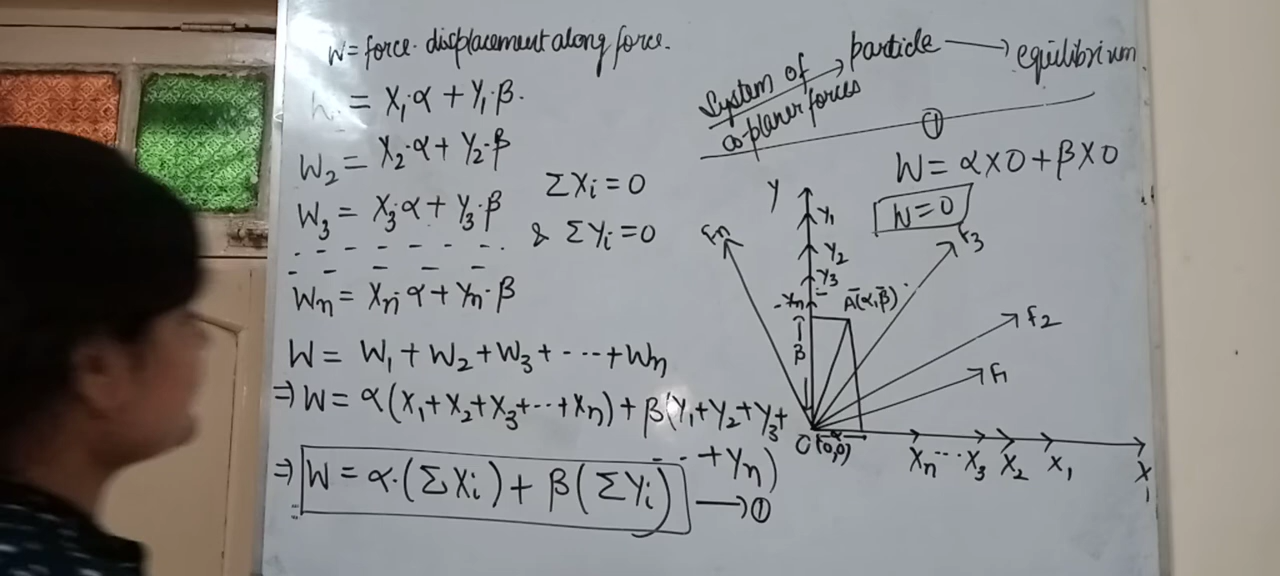 W = force · displacement along force.
= X₁·α + Y₁·β.
W₂ = X₂·α + Y₂·β
W₃ = X₃·α + Y₃·β
Wn = Xn·α + Yn·β
ΣXi = 0
& ΣYi = 0
W = W₁ + W₂ + W₃ + --- + Wn
⇒ W = α(X₁+X₂+X₃+--+Xn) + β(Y₁+Y₂+Y₃+
--- + Yn)
⇒ W = α·(ΣXi) + β(ΣYi) → ①
System of co-planer forces → particle → equilibrium
①
W = α×0 + β×0
W = 0
Y
Y₁
Y₂
Y₃
Yn
Fn
F₃
F₂
F₁
A(α,β)
β
α
O(0,0)
Xn --- X₃ X₂ X₁ X